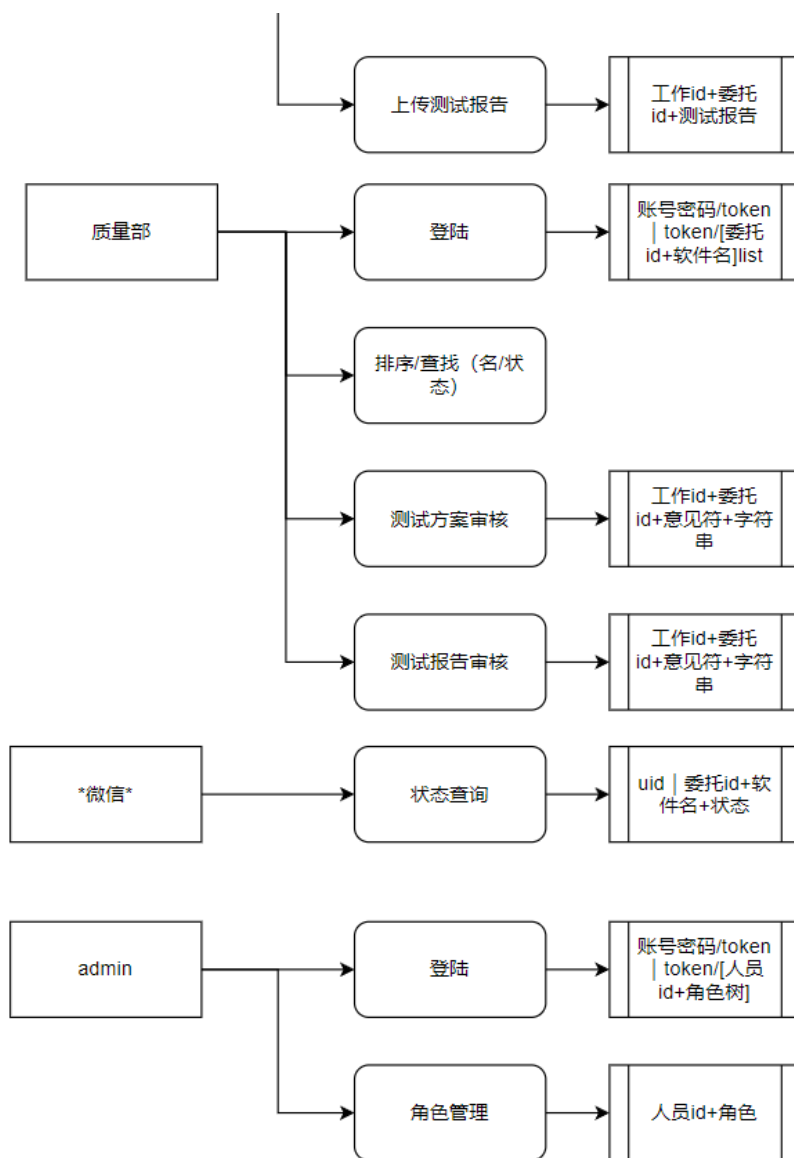 上传测试报告
工作id+委托
id+测试报告
质量部
登陆
账号密码/token
｜token/[委托
id+软件名]list
排序/查找（名/状
态）
测试方案审核
工作id+委托
id+意见符+字符
串
测试报告审核
工作id+委托
id+意见符+字符
串
*微信*
状态查询
uid｜委托id+软
件名+状态
admin
登陆
账号密码/token
｜token/[人员
id+角色树]
角色管理
人员id+角色